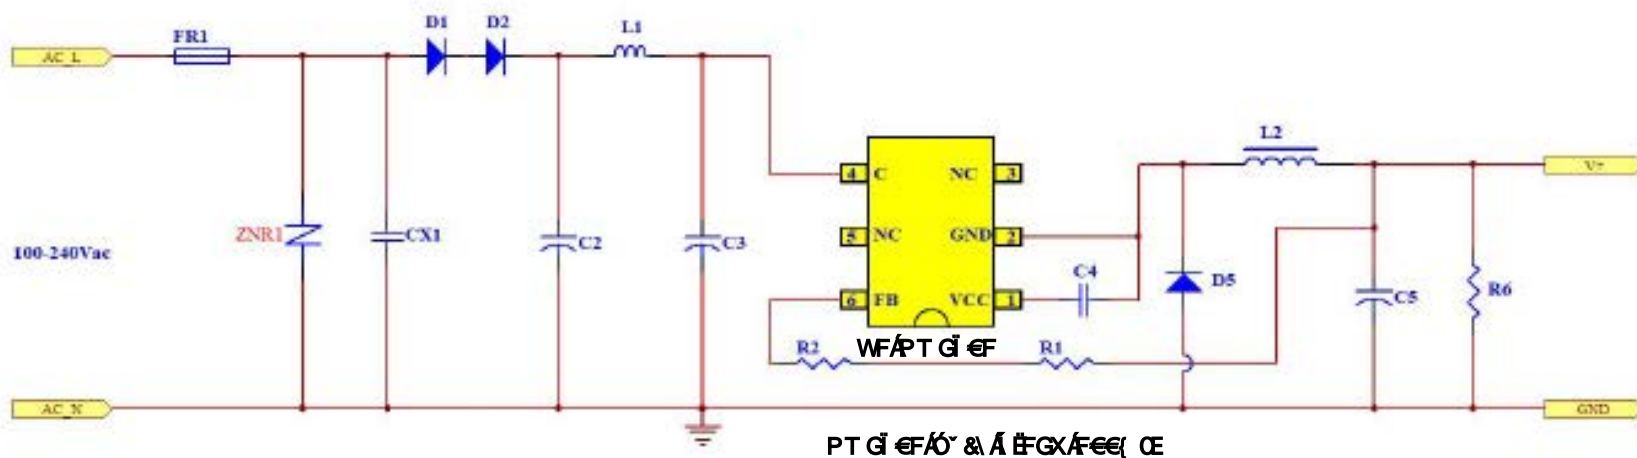 D1 D2
L1
FR1
AC_L
L2
4 C NC 3
V+
ZNR1 CX1 C2 C3 5 NC GND 2
100-240Vac
C4
D5
6 FB VCC 1
C5 R6
R2 R1
AC_N GND